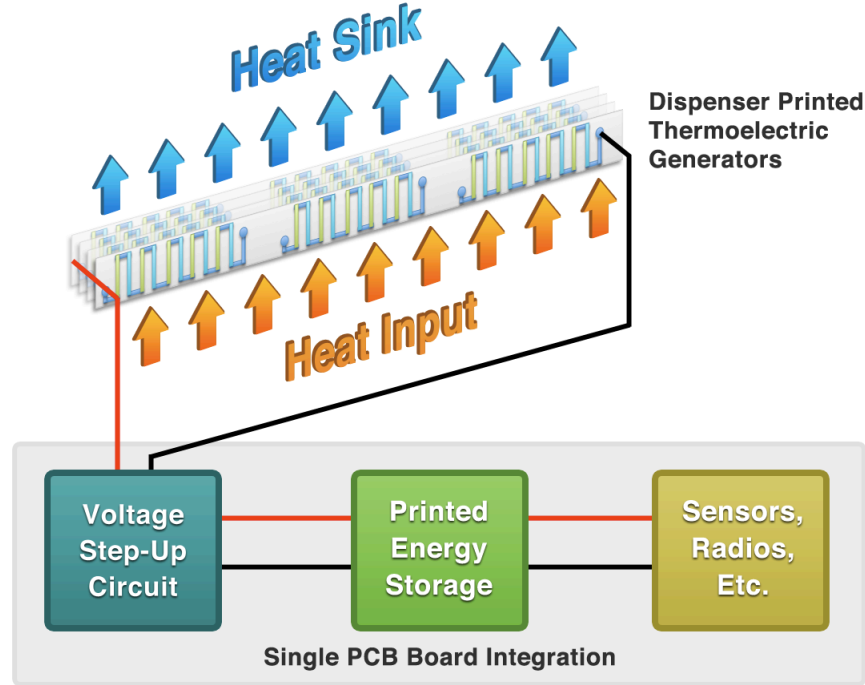 Heat Sink
Dispenser Printed
Thermoelectric
Generators
Heat Input
Voltage
Step-Up
Circuit
Printed
Energy
Storage
Sensors,
Radios,
Etc.
Single PCB Board Integration